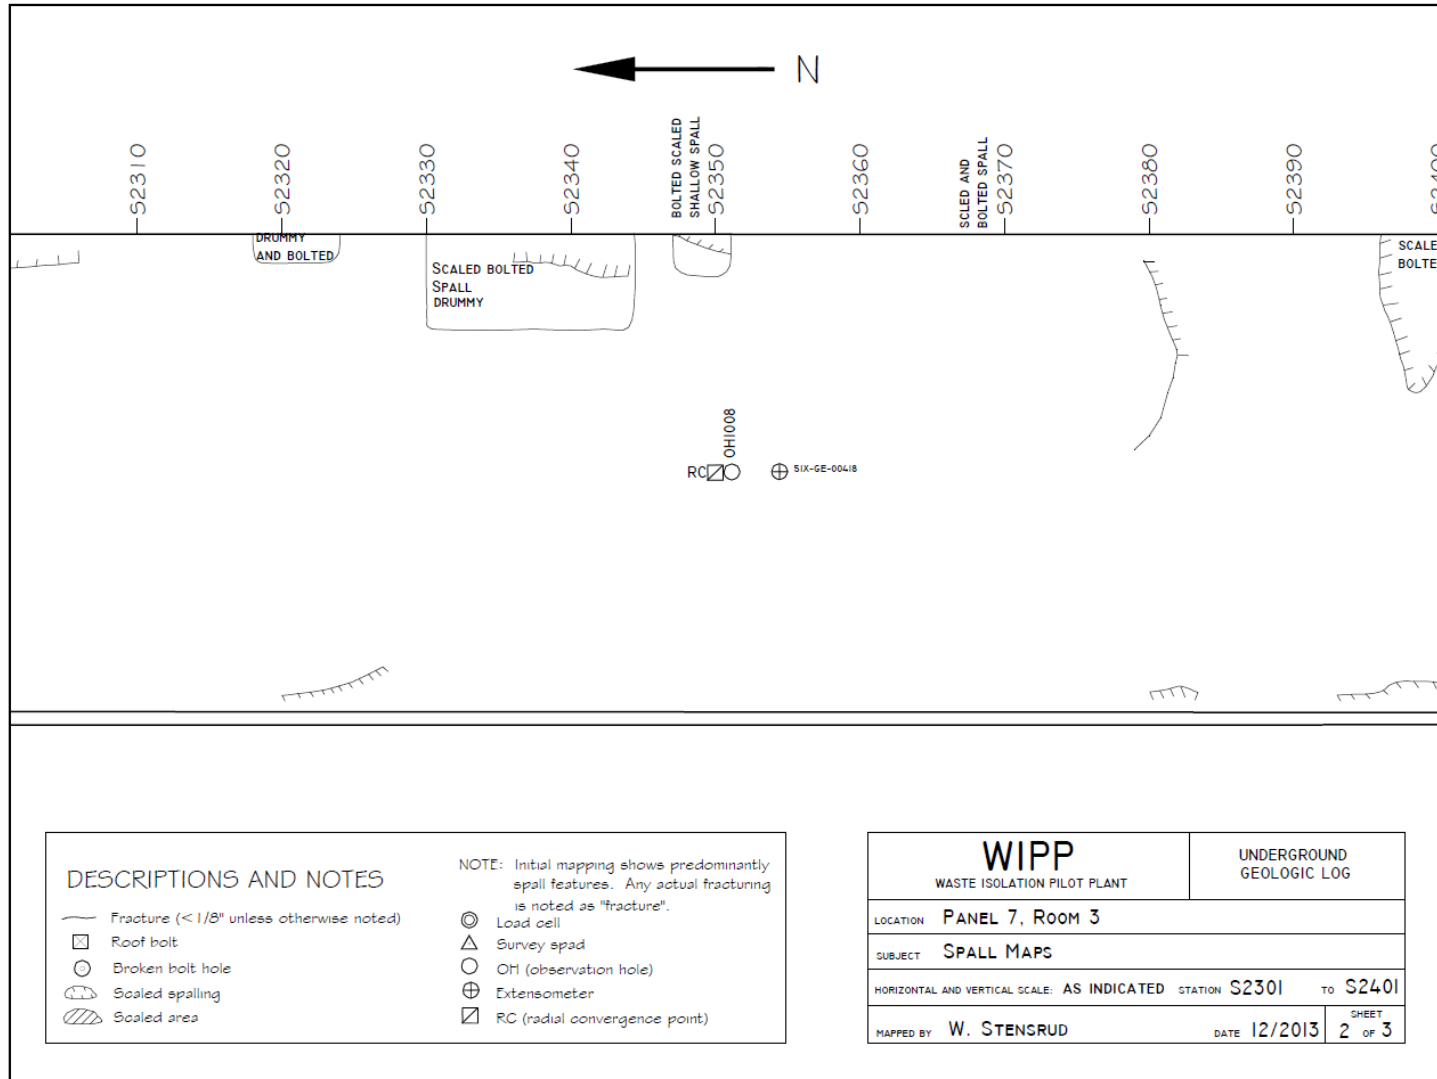 N
S2310
S2320
S2330
S2340
BOLTED SCALED
SHALLOW SPALL
S2350
S2360
SCLED AND
BOLTED SPALL
S2370
S2380
S2390
S2400
DRUMMY
AND BOLTED
SCALED BOLTED
SPALL
DRUMMY
SCALE
BOLTE
OH1008
RC
51X-GE-00418
DESCRIPTIONS AND NOTES
Fracture (< 1/8" unless otherwise noted)
Roof bolt
Broken bolt hole
Scaled spalling
Scaled area
NOTE: Initial mapping shows predominantly
spall features. Any actual fracturing
is noted as "fracture".
Load cell
Survey spad
OH (observation hole)
Extensometer
RC (radial convergence point)
WIPP
WASTE ISOLATION PILOT PLANT
UNDERGROUND
GEOLOGIC LOG
LOCATION PANEL 7, ROOM 3
SUBJECT SPALL MAPS
HORIZONTAL AND VERTICAL SCALE: AS INDICATED STATION S2301 TO S2401
MAPPED BY W. STENSRUD DATE 12/2013
SHEET
2 OF 3